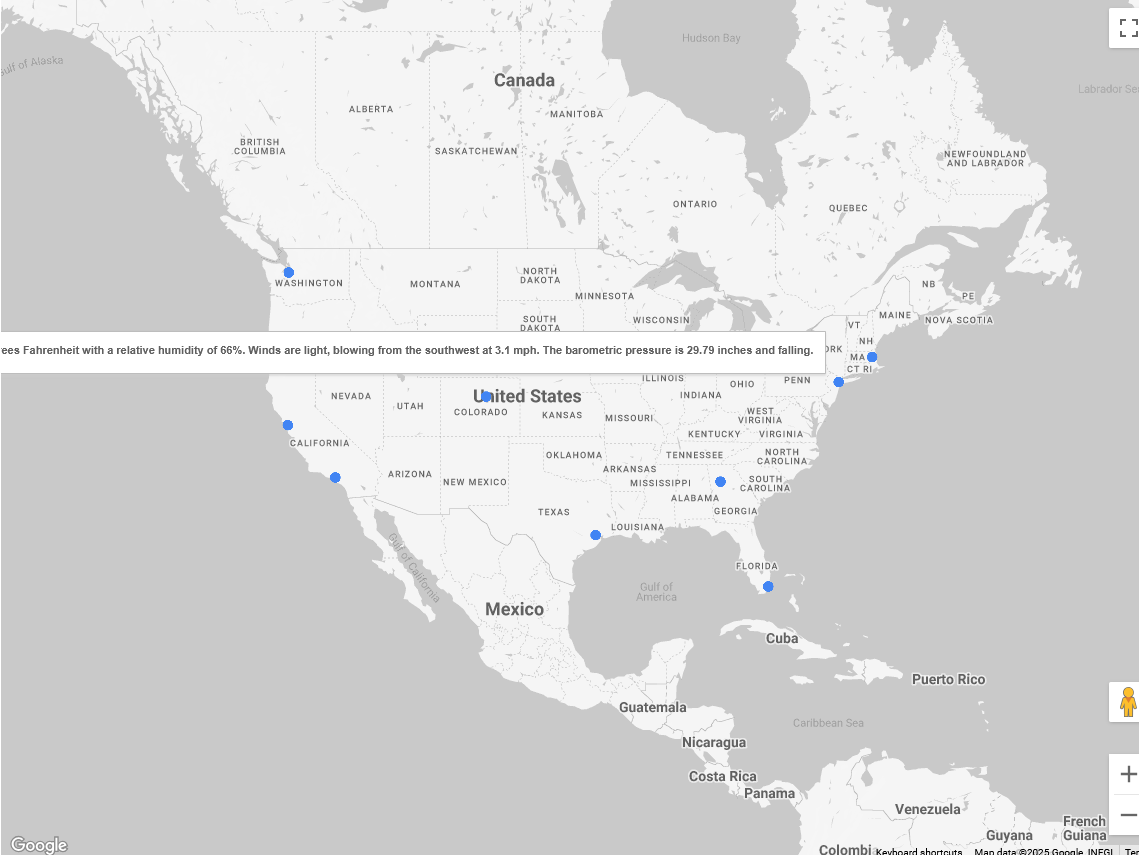 Hudson Bay
Gulf of Alaska
Canada
Labrador Sea
ALBERTA
MANITOBA
BRITISH
COLUMBIA
SASKATCHEWAN
NEWFOUNDLAND
AND LABRADOR
ONTARIO
QUEBEC
WASHINGTON
MONTANA
NORTH
DAKOTA
MINNESOTA
NB
PE
MAINE
NOVA SCOTIA
SOUTH
DAKOTA
WISCONSIN
VT
NH
ees Fahrenheit with a relative humidity of 66%. Winds are light, blowing from the southwest at 3.1 mph. The barometric pressure is 29.79 inches and falling.
ORK
MA
CT RI
ILLINOIS
OHIO
PENN
NEVADA
UTAH
United States
COLORADO
KANSAS
MISSOURI
INDIANA
WEST
VIRGINIA
KENTUCKY
VIRGINIA
CALIFORNIA
OKLAHOMA
TENNESSEE
NORTH
CAROLINA
ARIZONA
NEW MEXICO
ARKANSAS
MISSISSIPPI
SOUTH
CAROLINA
ALABAMA
GEORGIA
TEXAS
LOUISIANA
Gulf of California
FLORIDA
Gulf of
America
Mexico
Cuba
Puerto Rico
Guatemala
Caribbean Sea
Nicaragua
Costa Rica
Panama
Venezuela
Guyana
French
Guiana
Colombi
Google
Keyboard shortcuts
Map data ©2025 Google, INEGI
Ter